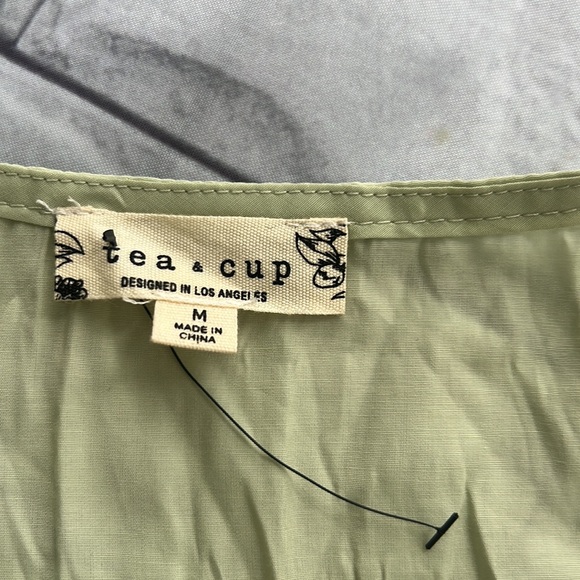 tea & cup
DESIGNED IN LOS ANGELES
M
MADE IN
CHINA